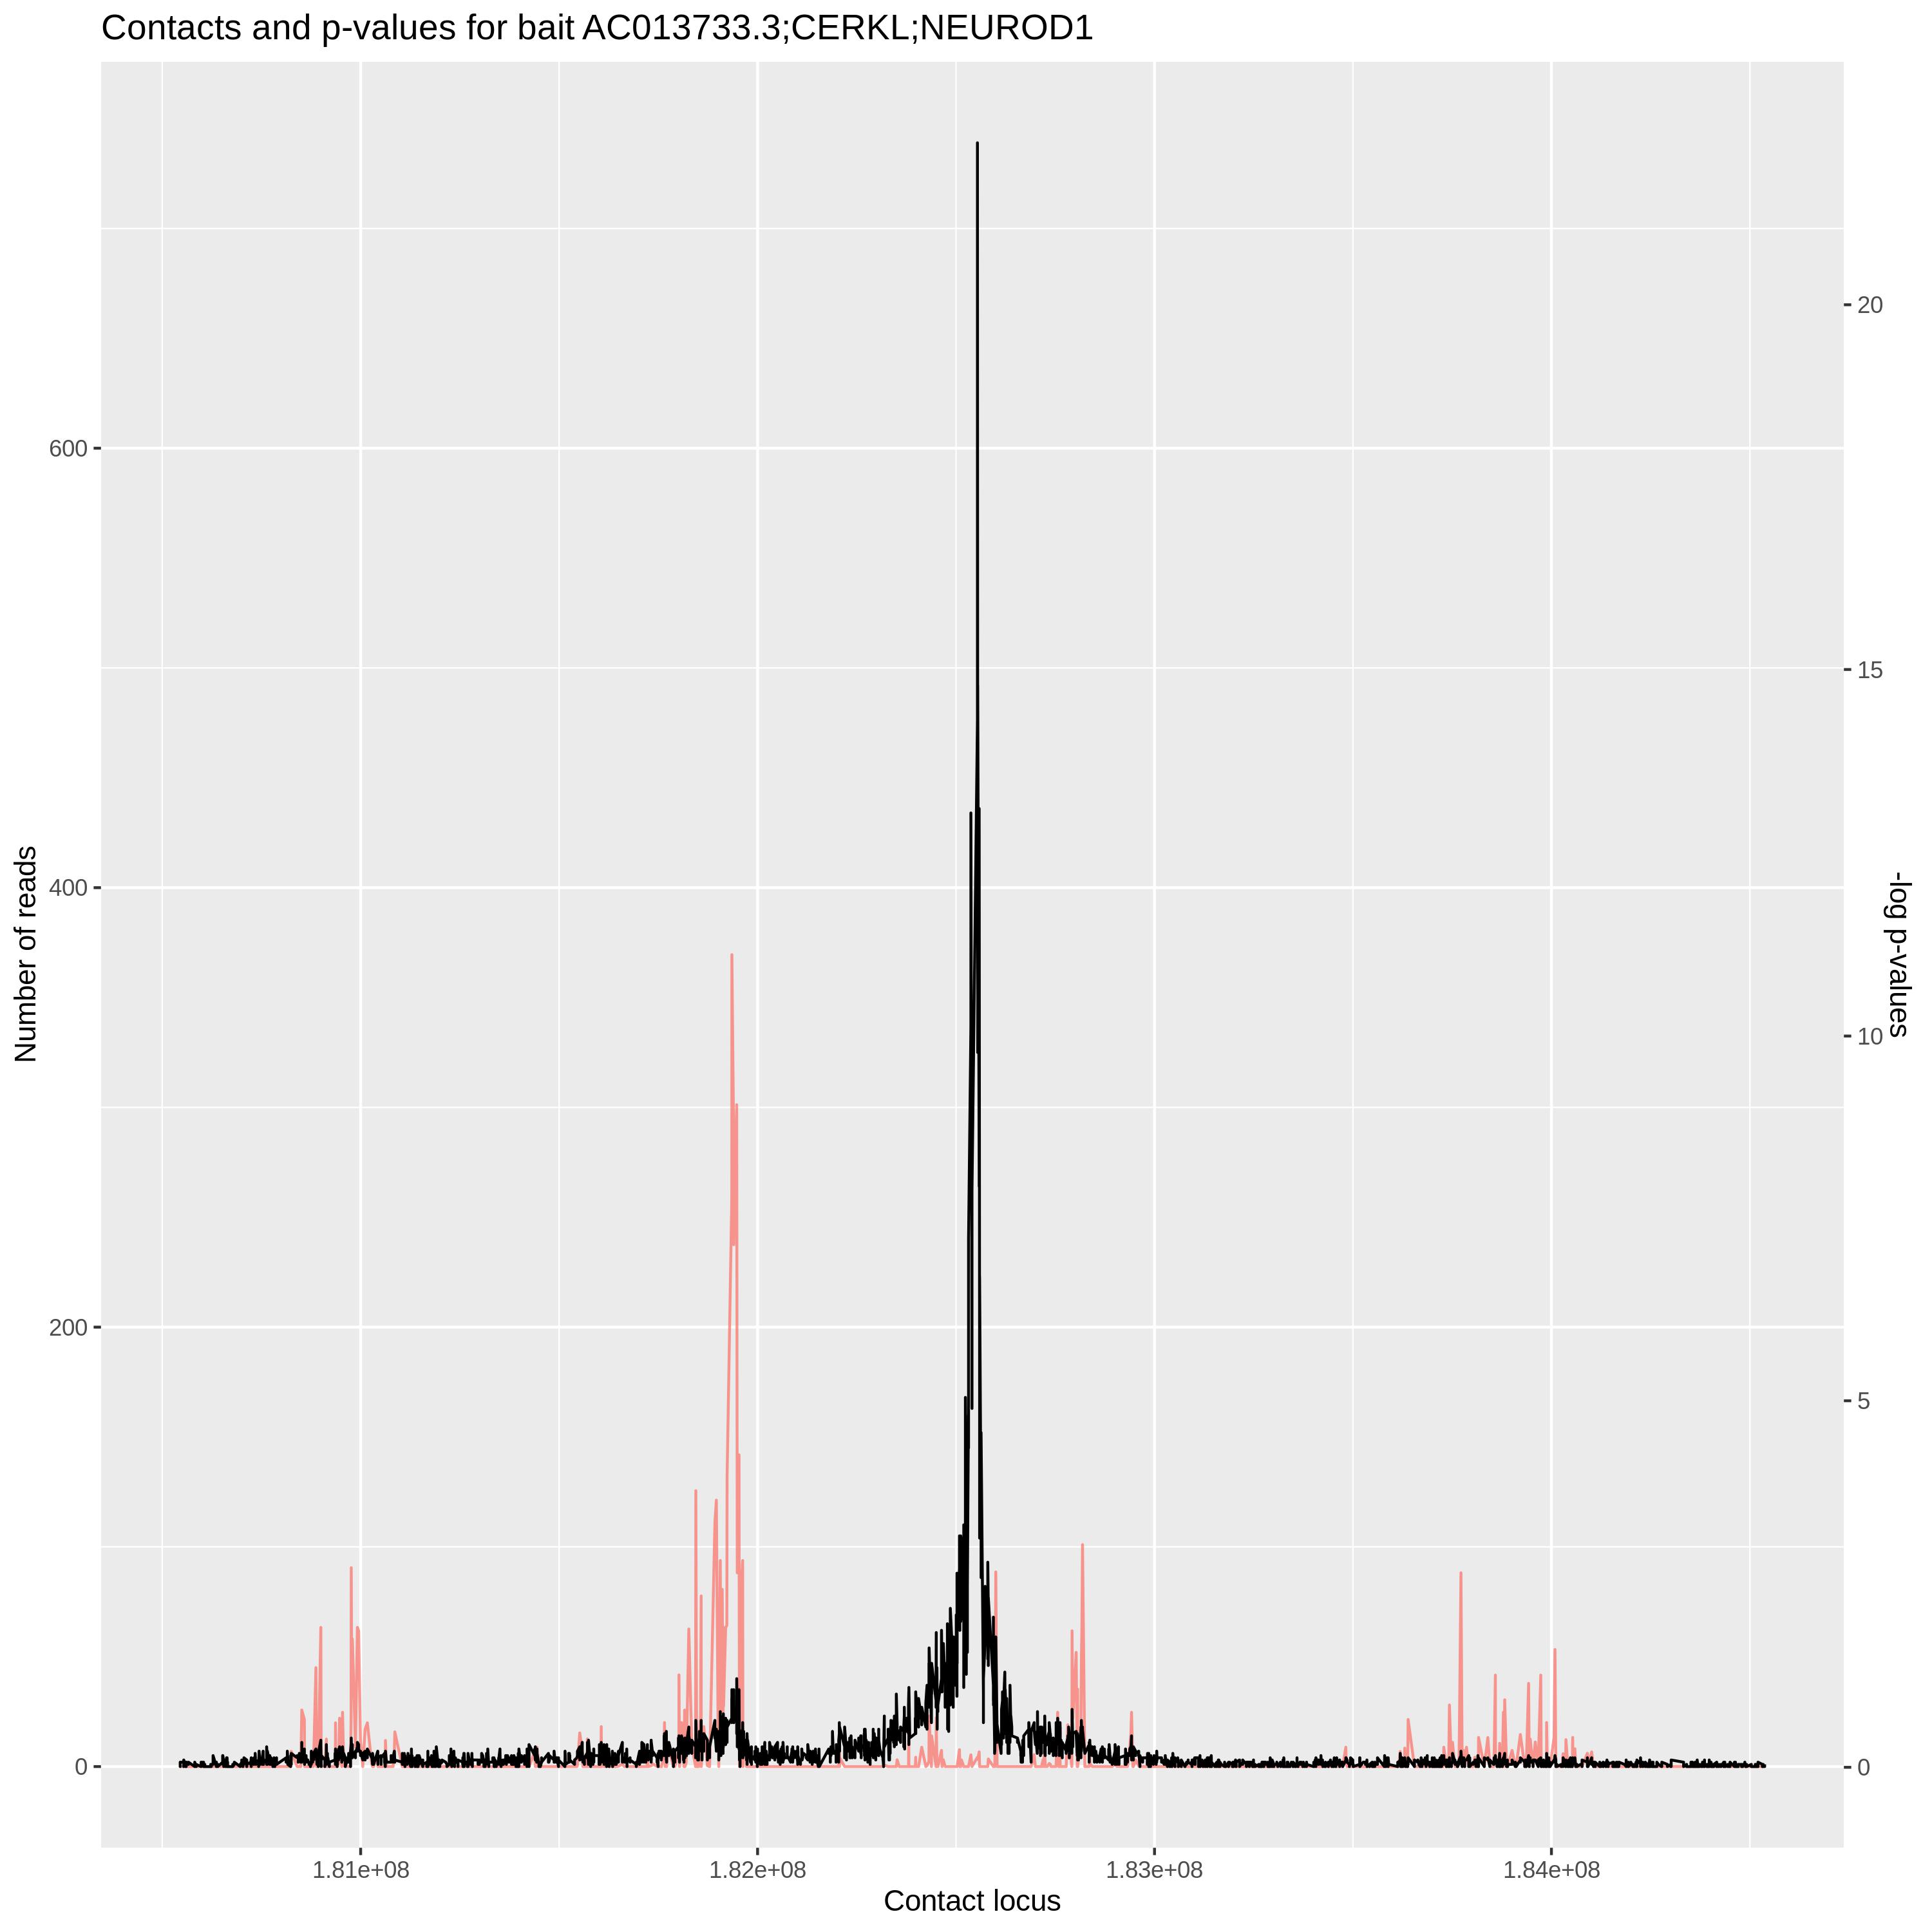 Contacts and p-values for bait AC013733.3;CERKL;NEUROD1
Number of reads
600
400
200
0
20
15
10
5
0
-log p-values
1.81e+08
1.82e+08
1.83e+08
1.84e+08
Contact locus